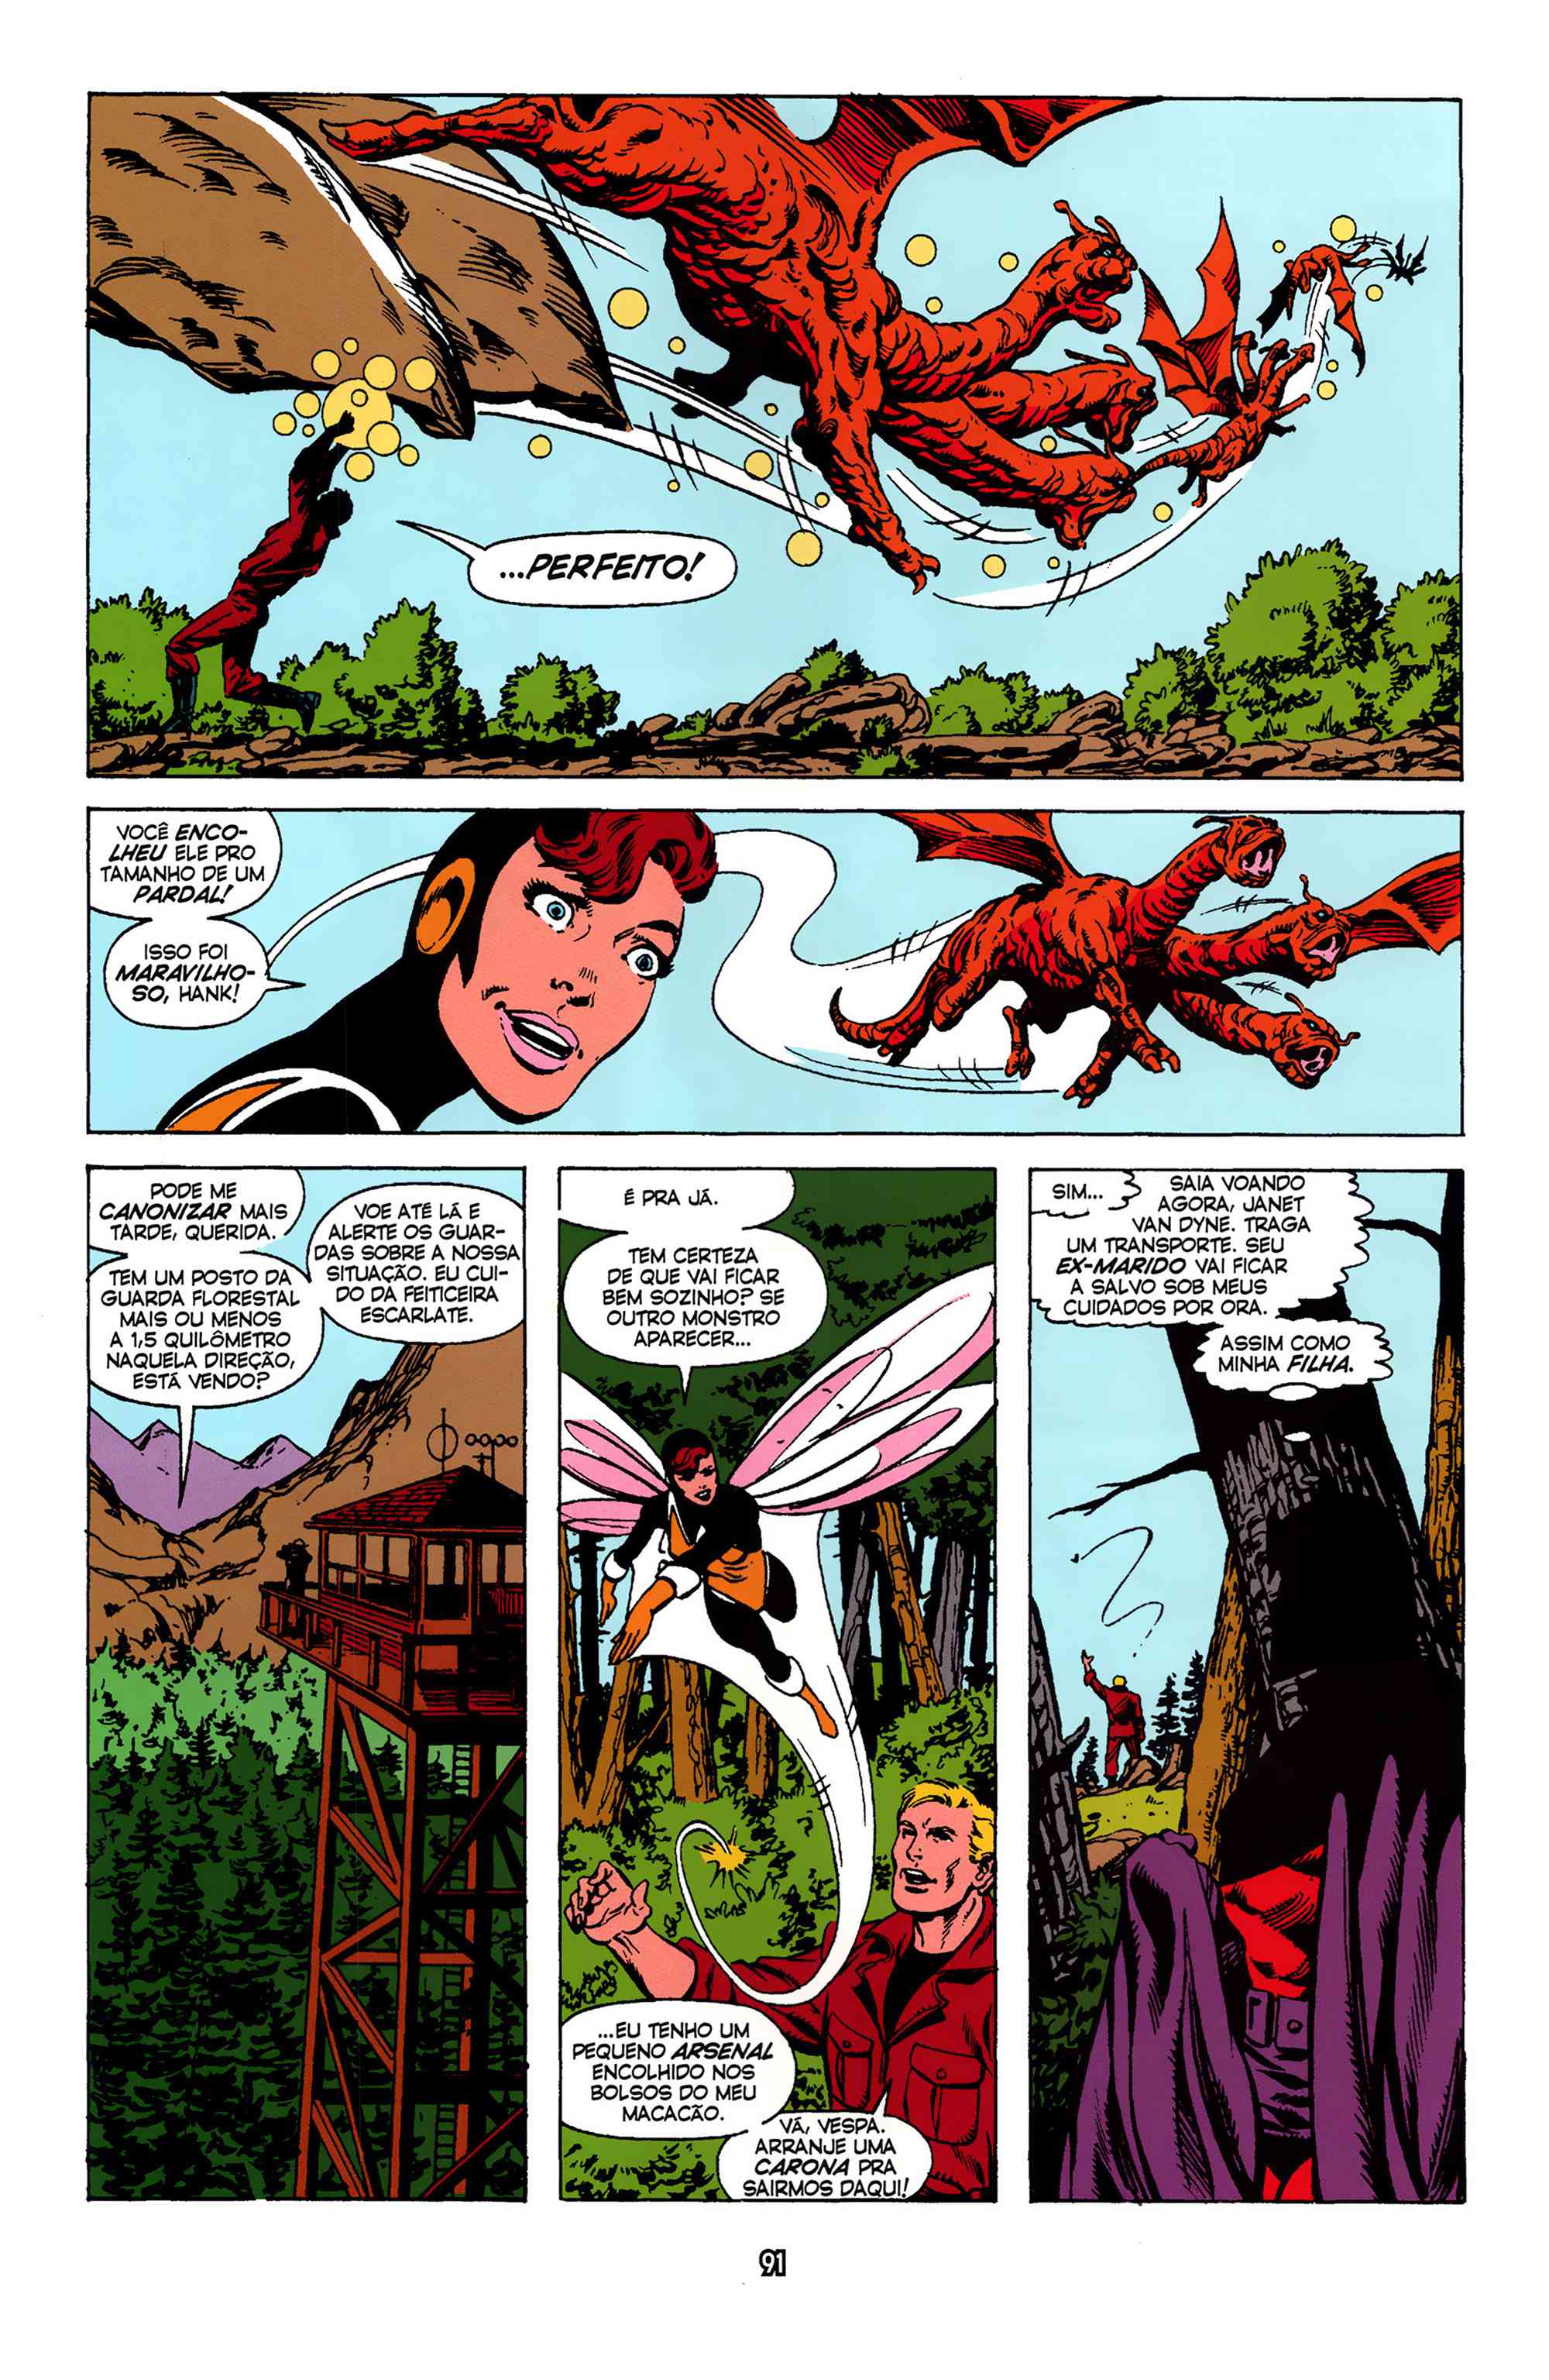 ...PERFEITO!
VOCÊ ENCO-
LHEU ELE PRO
TAMANHO DE UM
PARDAL!
ISSO FOI
MARAVILHO-
SO, HANK!
PODE ME
CANONIZAR MAIS
TARDE, QUERIDA.
TEM UM POSTO DA
GUARDA FLORESTAL
MAIS OU MENOS
A 1,5 QUILÔMETRO
NAQUELA DIREÇÃO,
ESTÁ VENDO?
VOE ATÉ LÁ E
ALERTE OS GUAR-
DAS SOBRE A NOSSA
SITUAÇÃO. EU CUI-
DO DA FEITICEIRA
ESCARLATE.
É PRA JÁ.
TEM CERTEZA
DE QUE VAI FICAR
BEM SOZINHO? SE
OUTRO MONSTRO
APARECER...
...EU TENHO UM
PEQUENO ARSENAL
ENCOLHIDO NOS
BOLSOS DO MEU
MACACÃO.
VÁ, VESPA.
ARRANJE UMA
CARONA PRA
SAIRMOS DAQUI!
SIM...
SAIA VOANDO
AGORA, JANET
VAN DYNE. TRAGA
UM TRANSPORTE. SEU
EX-MARIDO VAI FICAR
A SALVO SOB MEUS
CUIDADOS POR ORA.
ASSIM COMO
MINHA FILHA.
91